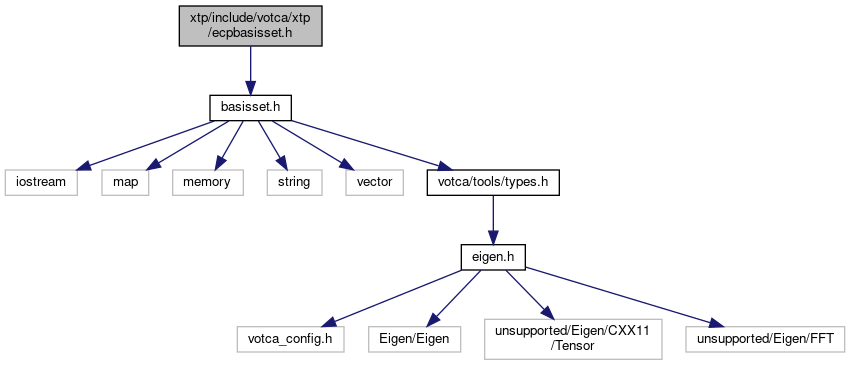 xtp/include/votca/xtp
/ecpbasisset.h
basisset.h
iostream
map
memory
string
vector
votca/tools/types.h
eigen.h
votca_config.h
Eigen/Eigen
unsupported/Eigen/CXX11
/Tensor
unsupported/Eigen/FFT